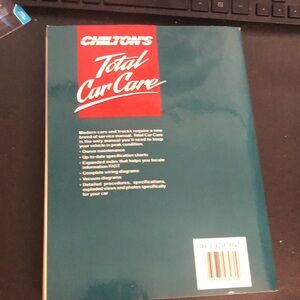 CHILTON'S
Total
Car Care
Modern cars and trucks require a new
breed of service manual. Total Car Care
is the only manual you'll need to keep
your vehicle in peak condition.
• Owner maintenance
• Up-to-date specification charts
• Expanded index that helps you locate
information FAST
• Complete wiring diagrams
• Vacuum diagrams
• Detailed procedures, specifications,
exploded views and photos specifically
for your car